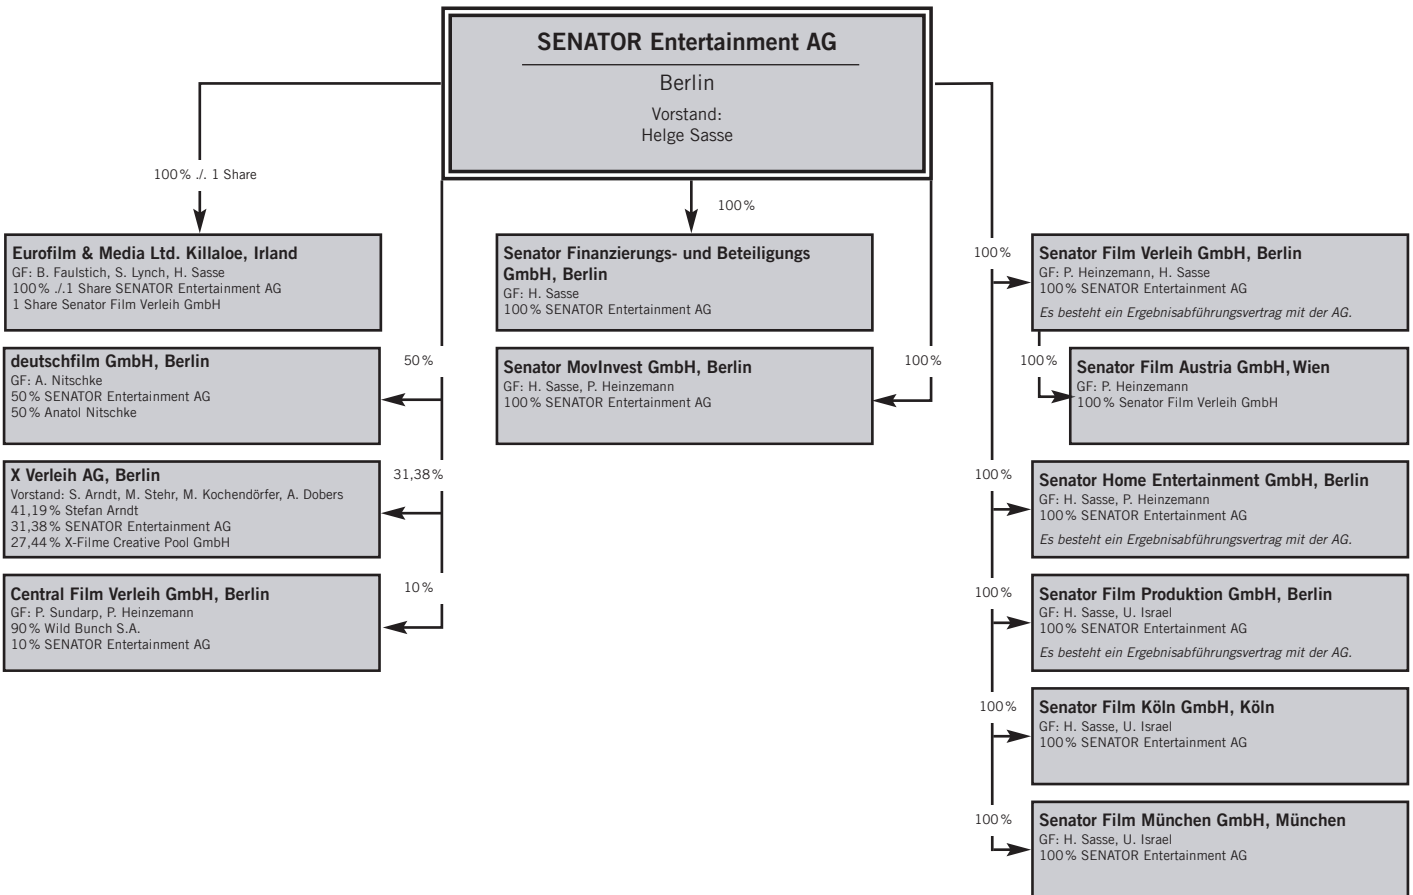 SENATOR Entertainment AG
Berlin
Vorstand:
Helge Sasse
100% ./. 1 Share
Eurofilm & Media Ltd. Killaloe, Irland
GF: B. Faulstich, S. Lynch, H. Sasse
100% ./.1 Share SENATOR Entertainment AG
1 Share Senator Film Verleih GmbH
50%
deutschfilm GmbH, Berlin
GF: A. Nitschke
50% SENATOR Entertainment AG
50% Anatol Nitschke
31,38%
X Verleih AG, Berlin
Vorstand: S. Arndt, M. Stehr, M. Kochendörfer, A. Dobers
41,19% Stefan Arndt
31,38% SENATOR Entertainment AG
27,44% X-Filme Creative Pool GmbH
10%
Central Film Verleih GmbH, Berlin
GF: P. Sundarp, P. Heinzemann
90% Wild Bunch S.A.
10% SENATOR Entertainment AG
100%
Senator Finanzierungs- und Beteiligungs
GmbH, Berlin
GF: H. Sasse
100% SENATOR Entertainment AG
100%
Senator MovInvest GmbH, Berlin
GF: H. Sasse, P. Heinzemann
100% SENATOR Entertainment AG
100%
Senator Film Verleih GmbH, Berlin
GF: P. Heinzemann, H. Sasse
100% SENATOR Entertainment AG
Es besteht ein Ergebnisabführungsvertrag mit der AG.
100%
Senator Film Austria GmbH, Wien
GF: P. Heinzemann
100% Senator Film Verleih GmbH
100%
Senator Home Entertainment GmbH, Berlin
GF: H. Sasse, P. Heinzemann
100% SENATOR Entertainment AG
Es besteht ein Ergebnisabführungsvertrag mit der AG.
100%
Senator Film Produktion GmbH, Berlin
GF: H. Sasse, U. Israel
100% SENATOR Entertainment AG
Es besteht ein Ergebnisabführungsvertrag mit der AG.
100%
Senator Film Köln GmbH, Köln
GF: H. Sasse, U. Israel
100% SENATOR Entertainment AG
100%
Senator Film München GmbH, München
GF: H. Sasse, U. Israel
100% SENATOR Entertainment AG